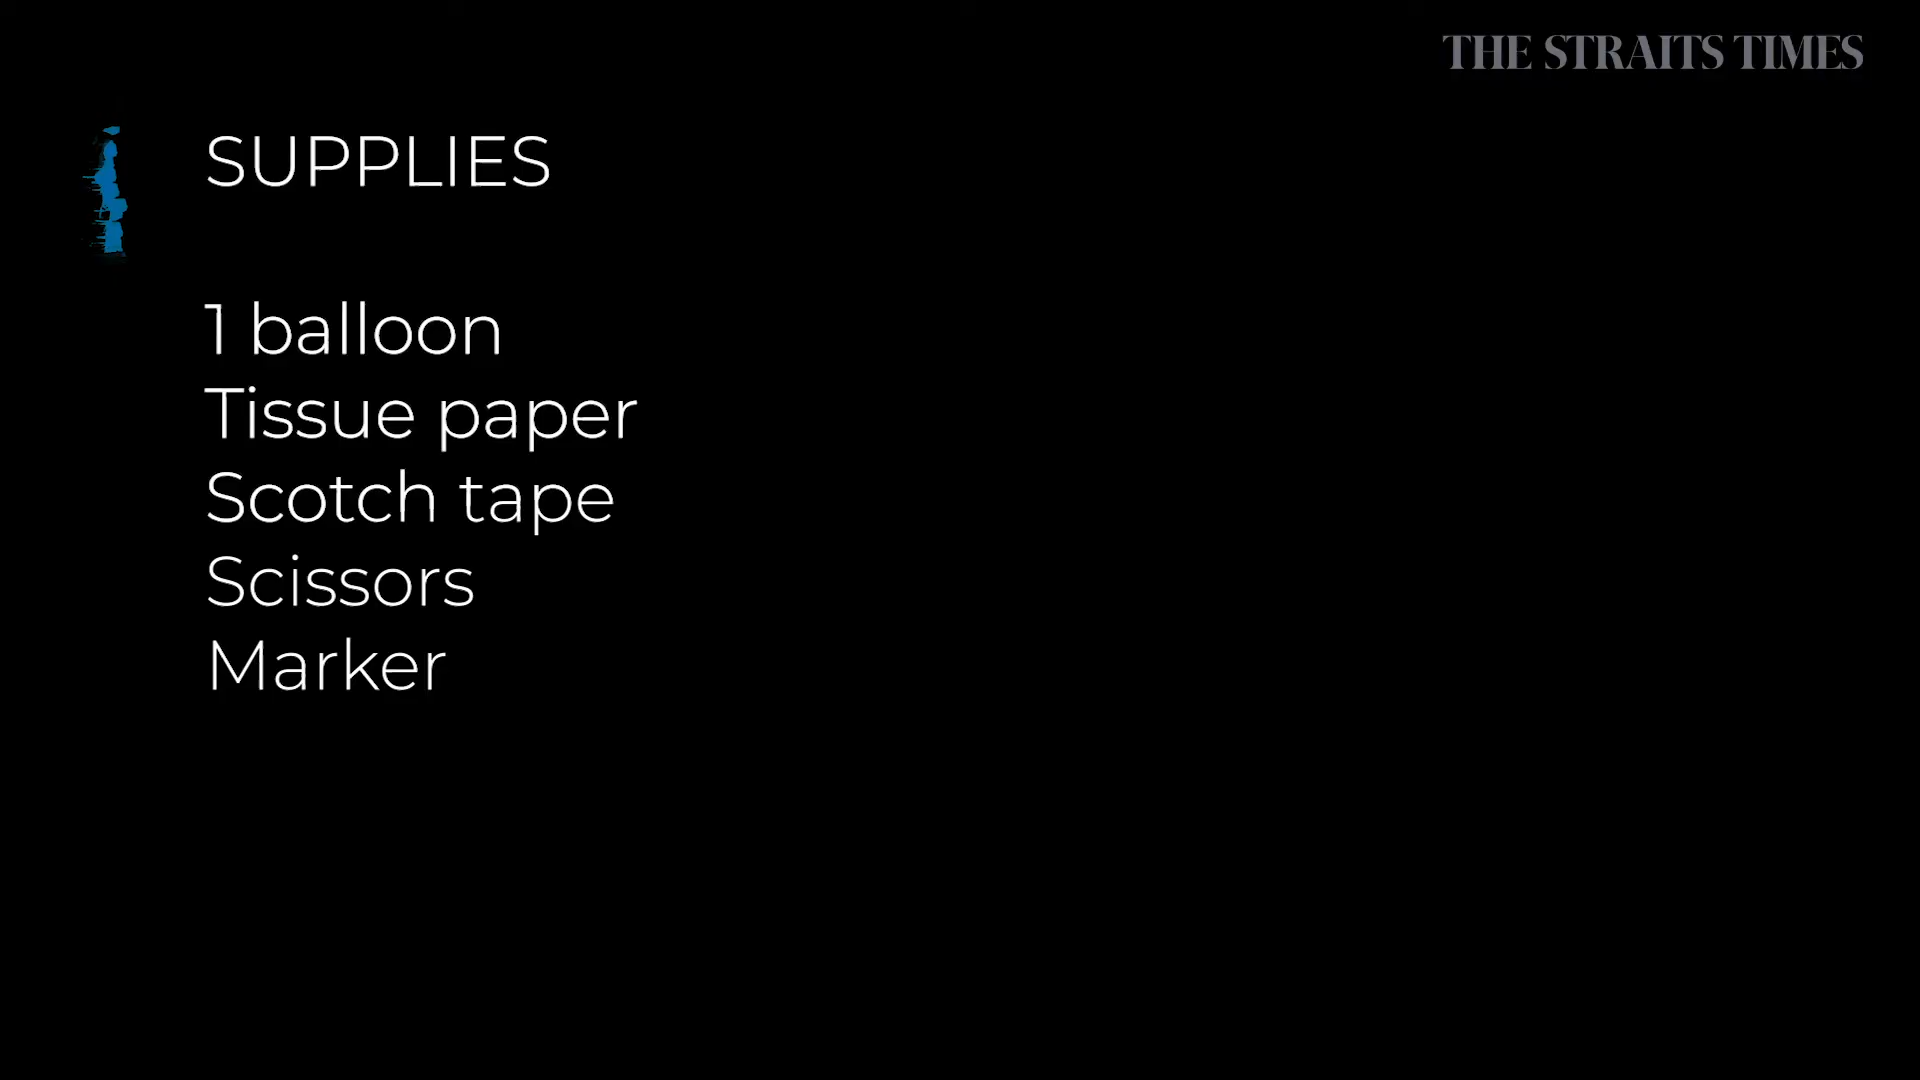 THE STRAITS TIMES
SUPPLIES
1 balloon
Tissue paper
Scotch tape
Scissors
Marker